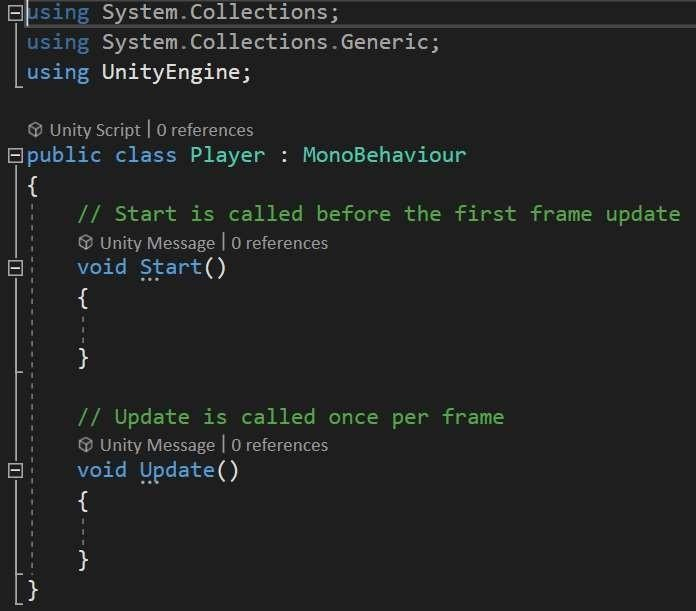 using System.Collections;
using System.Collections.Generic;
using UnityEngine;
Unity Script | 0 references
public class Player : MonoBehaviour
{
// Start is called before the first frame update
Unity Message | 0 references
void Start()
{
}
// Update is called once per frame
Unity Message | 0 references
void Update()
{
}
}